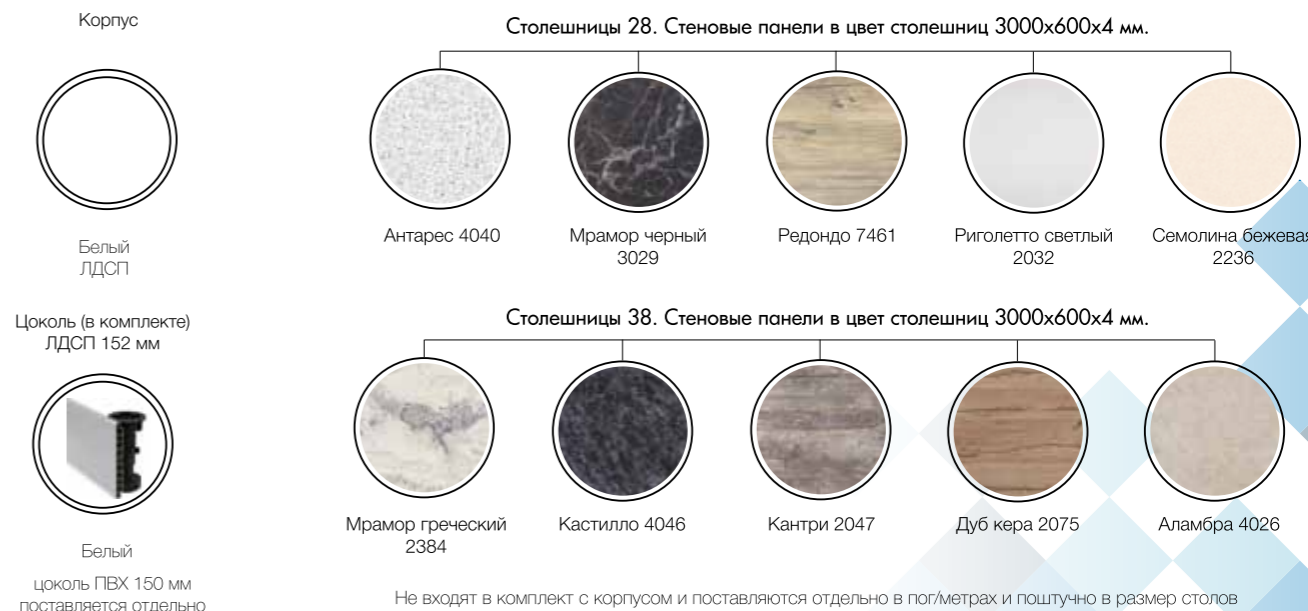 Корпус
Белый
ЛДСП
Цоколь (в комплекте)
ЛДСП 152 мм
Белый
цоколь ПВХ 150 мм
поставляется отдельно
Столешницы 28. Стеновые панели в цвет столешниц 3000х600х4 мм.
Антарес 4040
Мрамор черный
3029
Редондо 7461
Риголетто светлый
2032
Семолина бежевая
2236
Столешницы 38. Стеновые панели в цвет столешниц 3000х600х4 мм.
Мрамор греческий
2384
Кастилло 4046
Кантри 2047
Дуб кера 2075
Аламбра 4026
Не входят в комплект с корпусом и поставляются отдельно в пог/метрах и поштучно в размер столов